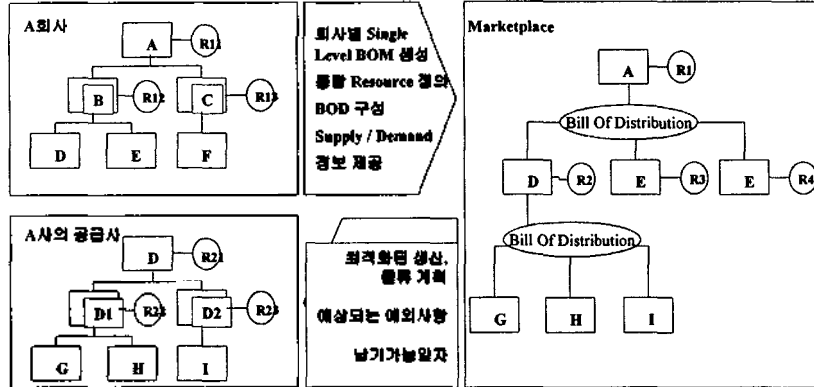 A회사
A
R11
B
R12
C
R13
D
E
F
회사별 Single
Level BOM 생성
통합 Resource 정의
BOD 구성
Supply / Demand
정보 제공
A사의 공급사
D
R21
D1
R23
D2
R23
G
H
I
최적화된 생산,
물류 계획
예상되는 예외사항
납기가능일자
Marketplace
A
R1
Bill Of Distribution
D
R2
E
R3
E
R4
Bill Of Distribution
G
H
I